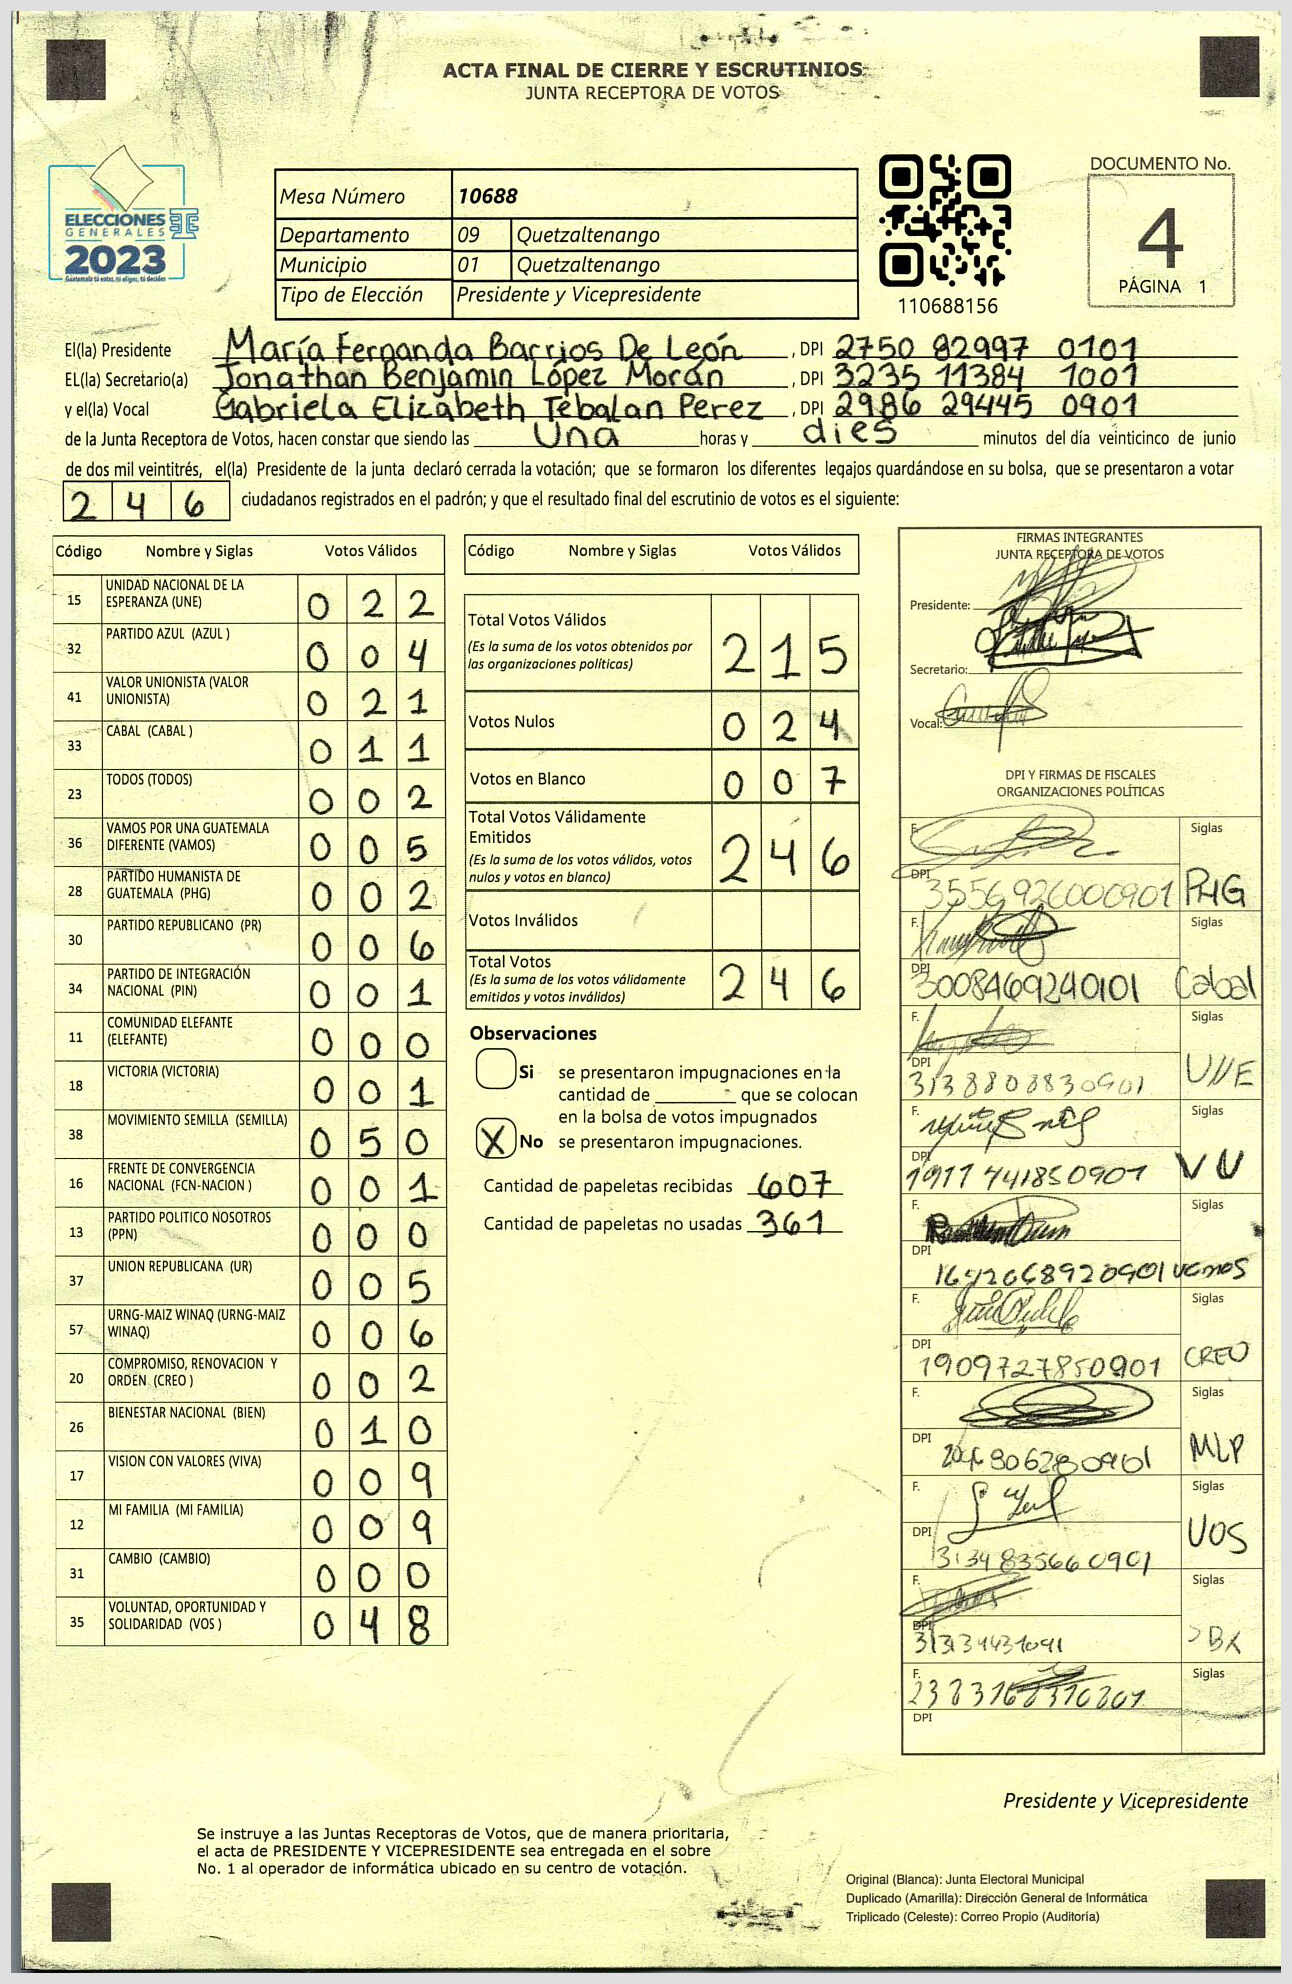 ACTA FINAL DE CIERRE Y ESCRUTINIOS
JUNTA RECEPTORA DE VOTOS
ELECCIONES
GENERALES
2023
Guatemala tú votas, tú eliges, tú decides
Mesa Número 10688
Departamento 09 Quetzaltenango
Municipio 01 Quetzaltenango
Tipo de Elección Presidente y Vicepresidente
110688156
DOCUMENTO No.
4
PÁGINA 1
El(la) Presidente María Fernanda Barrios De León, DPI 2750 82997 0101
EL(la) Secretario(a) Jonathan Benjamin López Morán, DPI 3235 11384 1001
y el(la) Vocal Gabriela Elizabeth Tebalan Perez, DPI 2986 29445 0901
de la Junta Receptora de Votos, hacen constar que siendo las Una horas y dies minutos del día veinticinco de junio
de dos mil veintitrés, el(la) Presidente de la junta declaró cerrada la votación; que se formaron los diferentes legajos guardándose en su bolsa, que se presentaron a votar
2 4 6 ciudadanos registrados en el padrón; y que el resultado final del escrutinio de votos es el siguiente:
Código Nombre y Siglas Votos Válidos
15 UNIDAD NACIONAL DE LA
ESPERANZA (UNE) 0 2 2
32 PARTIDO AZUL (AZUL ) 0 0 4
41 VALOR UNIONISTA (VALOR
UNIONISTA) 0 2 1
33 CABAL (CABAL ) 0 1 1
23 TODOS (TODOS) 0 0 2
36 VAMOS POR UNA GUATEMALA
DIFERENTE (VAMOS) 0 0 5
28 PARTIDO HUMANISTA DE
GUATEMALA (PHG) 0 0 2
30 PARTIDO REPUBLICANO (PR) 0 0 6
34 PARTIDO DE INTEGRACIÓN
NACIONAL (PIN) 0 0 1
11 COMUNIDAD ELEFANTE
(ELEFANTE) 0 0 0
18 VICTORIA (VICTORIA) 0 0 1
38 MOVIMIENTO SEMILLA (SEMILLA) 0 5 0
16 FRENTE DE CONVERGENCIA
NACIONAL (FCN-NACION ) 0 0 1
13 PARTIDO POLITICO NOSOTROS
(PPN) 0 0 0
37 UNION REPUBLICANA (UR) 0 0 5
57 URNG-MAIZ WINAQ (URNG-MAIZ
WINAQ) 0 0 6
20 COMPROMISO, RENOVACION Y
ORDEN (CREO ) 0 0 2
26 BIENESTAR NACIONAL (BIEN) 0 1 0
17 VISION CON VALORES (VIVA) 0 0 9
12 MI FAMILIA (MI FAMILIA) 0 0 9
31 CAMBIO (CAMBIO) 0 0 0
35 VOLUNTAD, OPORTUNIDAD Y
SOLIDARIDAD (VOS ) 0 4 8
Código Nombre y Siglas Votos Válidos
Total Votos Válidos
(Es la suma de los votos obtenidos por
las organizaciones políticas) 2 1 5
Votos Nulos 0 2 4
Votos en Blanco 0 0 7
Total Votos Válidamente
Emitidos
(Es la suma de los votos válidos, votos
nulos y votos en blanco) 2 4 6
Votos Inválidos
Total Votos
(Es la suma de los votos válidamente
emitidos y votos inválidos) 2 4 6
Observaciones
Si se presentaron impugnaciones en la
cantidad de ________ que se colocan
en la bolsa de votos impugnados
X No se presentaron impugnaciones.
Cantidad de papeletas recibidas 607
Cantidad de papeletas no usadas 361
FIRMAS INTEGRANTES
JUNTA RECEPTORA DE VOTOS
Presidente:
Secretario:
Vocal:
DPI Y FIRMAS DE FISCALES
ORGANIZACIONES POLÍTICAS
F. Siglas
DPI 3556926000901 PHG
F. Siglas
DPI 3008469240101 Cabal
F. Siglas
DPI 3138808830901 UNE
F. Siglas
DPI 1917741850901 VU
F. Siglas
DPI 1642068920901 vamos
F. Siglas
DPI 1909727850901 CREO
F. Siglas
DPI MLP
F. Siglas
DPI 3134835660901 VOS
F. Siglas
DPI
F. Siglas
DPI
Presidente y Vicepresidente
Se instruye a las Juntas Receptoras de Votos, que de manera prioritaria,
el acta de PRESIDENTE Y VICEPRESIDENTE sea entregada en el sobre
No. 1 al operador de informática ubicado en su centro de votación.
Original (Blanca): Junta Electoral Municipal
Duplicado (Amarilla): Dirección General de Informática
Triplicado (Celeste): Correo Propio (Auditoría)